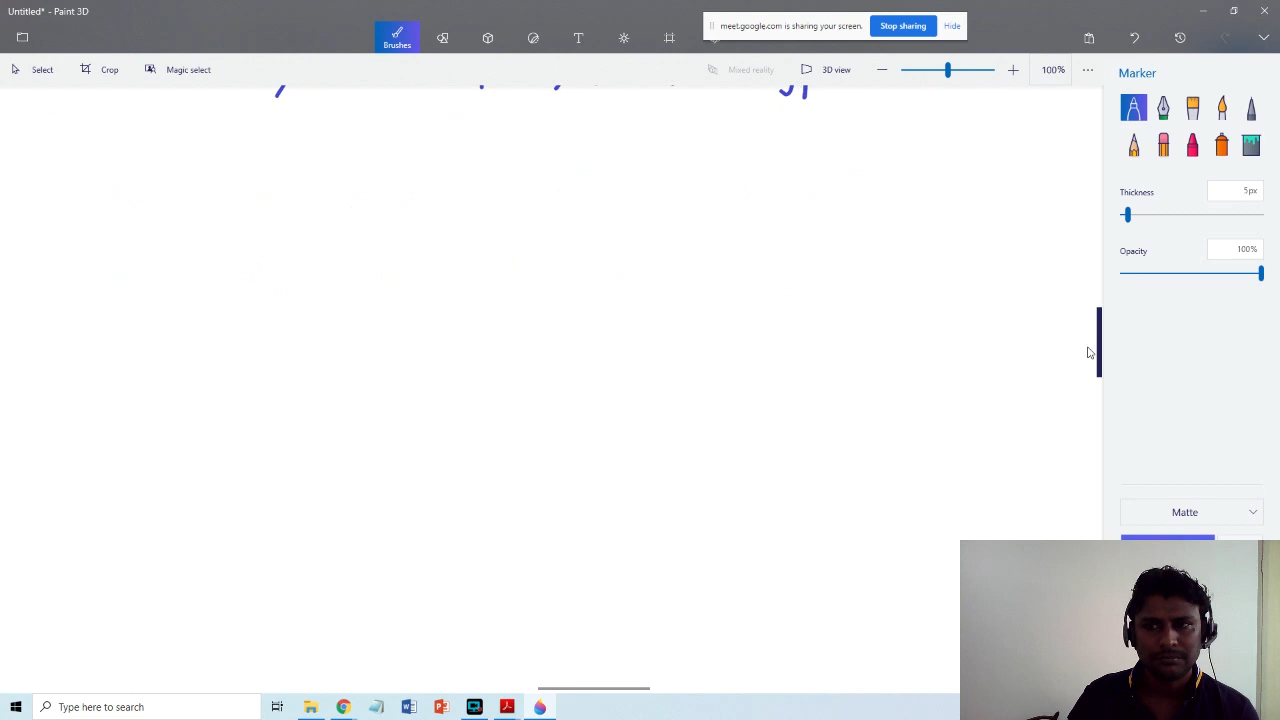 Untitled* - Paint 3D
meet.google.com is sharing your screen.
Stop sharing
Hide
Brushes
Select
Crop
Magic select
Mixed reality
3D view
100%
Marker
Thickness
5px
Opacity
100%
Matte
Type here to search